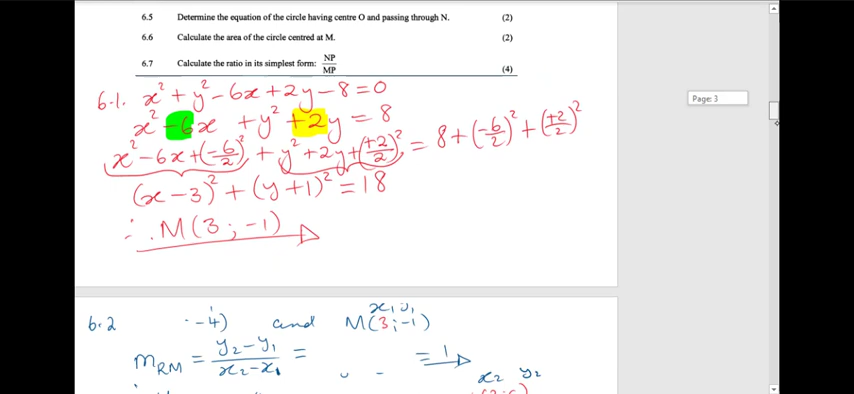 6.5 Determine the equation of the circle having centre O and passing through N. (2)
6.6 Calculate the area of the circle centred at M. (2)
6.7 Calculate the ratio in its simplest form: NP/MP (4)
6.1. x² + y² - 6x + 2y - 8 = 0
x² - 6x + y² + 2y = 8
x² - 6x + (-6/2)² + y² + 2y + (+2/2)² = 8 + (-6/2)² + (+2/2)²
(x - 3)² + (y + 1)² = 18
∴ M(3 ; -1)
Page: 3
x₁ y₁
6.2 -4) and M(3 ; -1)
m_RM = y₂ - y₁ / x₂ - x₁ = = 1
x₂ y₂